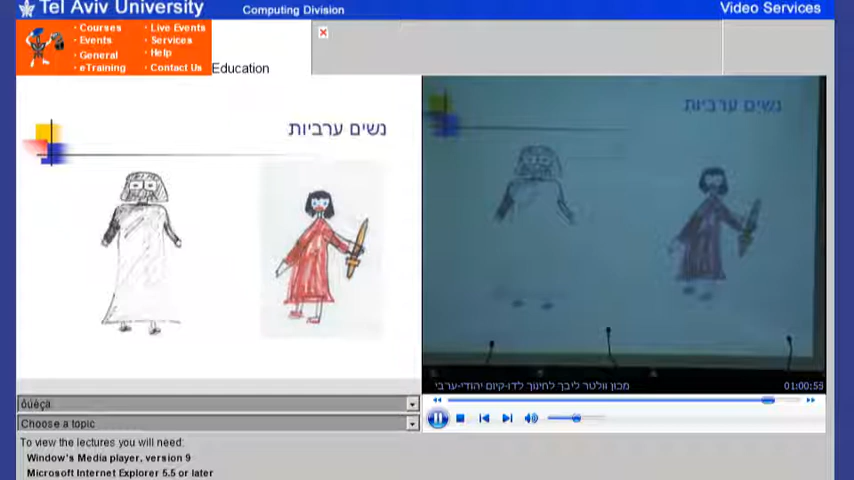 Tel Aviv University
Computing Division
Video Services
· Courses
· Live Events
· Events
· Services
· General
· Help
· eTraining
· Contact Us
Education
נשים ערביות
נשים ערביות
מכון וולטר ליבך לחינוך לדו-קיום יהודי-ערבי
01:00:55
ôúéçä
Choose a topic
To view the lectures you will need:
Window's Media player, version 9
Microsoft Internet Explorer 5.5 or later